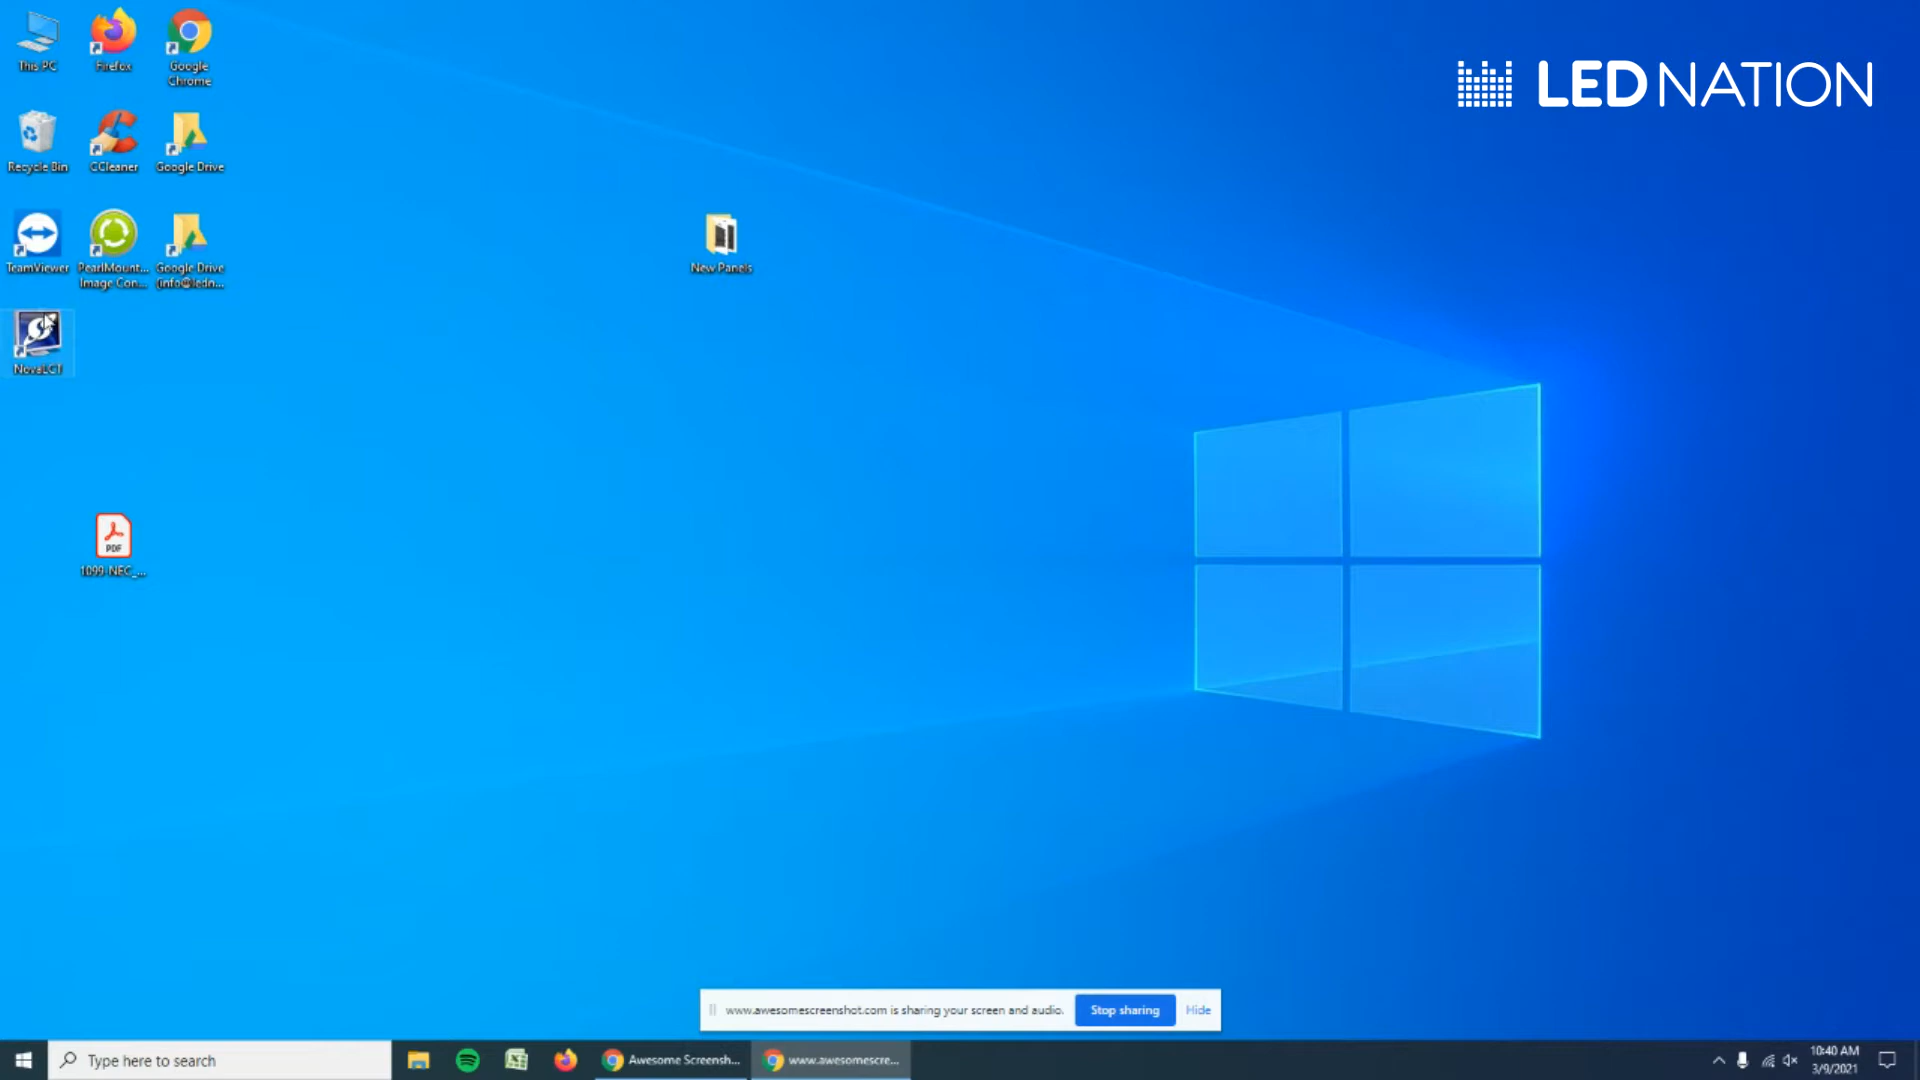 This PC
Firefox
Google
Chrome
LED NATION
Recycle Bin
CCleaner
Google Drive
TeamViewer
PearlMount...
Image Con...
Google Drive
(info@ledn...
New Panels
NovaLCT
PDF
1099-NEC_...
www.awesomescreenshot.com is sharing your screen and audio.
Stop sharing
Hide
Type here to search
Awesome Screensh...
www.awesomescre...
10:40 AM
3/9/2021